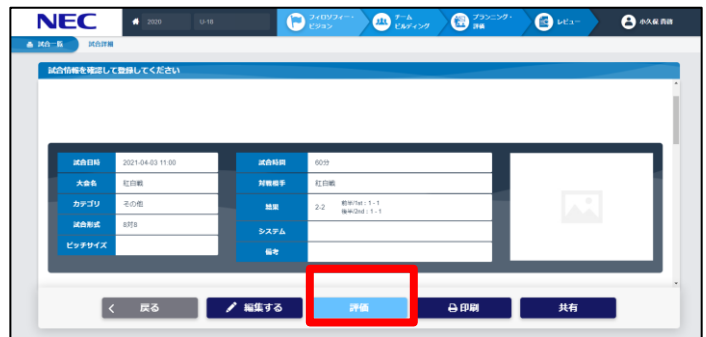 NEC
2020
U-18
フィロソフィー・
ビジョン
チーム
ビルディング
プランニング・
評価
レビュー
試合一覧
試合詳細
試合情報を確認して登録してください
試合日時
2021-04-03 11:00
試合時間
60分
大会名
紅白戦
対戦相手
紅白戦
カテゴリ
その他
結果
2-2
前半/1st : 1 - 1
後半/2nd : 1 - 1
試合形式
8対8
システム
ピッチサイズ
備考
戻る
編集する
評価
印刷
共有